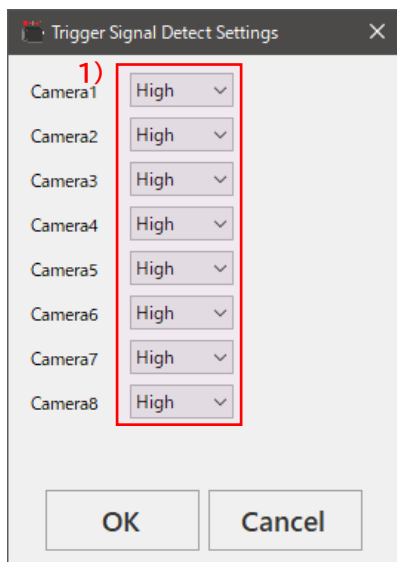 Trigger Signal Detect Settings
1)
Camera1 High
Camera2 High
Camera3 High
Camera4 High
Camera5 High
Camera6 High
Camera7 High
Camera8 High
OK Cancel